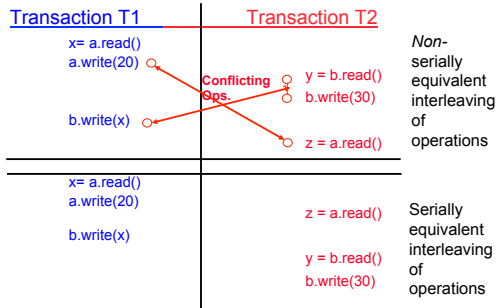 Transaction T1 Transaction T2
x= a.read()
a.write(20)
Conflicting
Ops.
y = b.read()
b.write(30)
b.write(x)
z = a.read()
Non-
serially
equivalent
interleaving
of
operations
x= a.read()
a.write(20)
b.write(x)
z = a.read()
y = b.read()
b.write(30)
Serially
equivalent
interleaving
of
operations